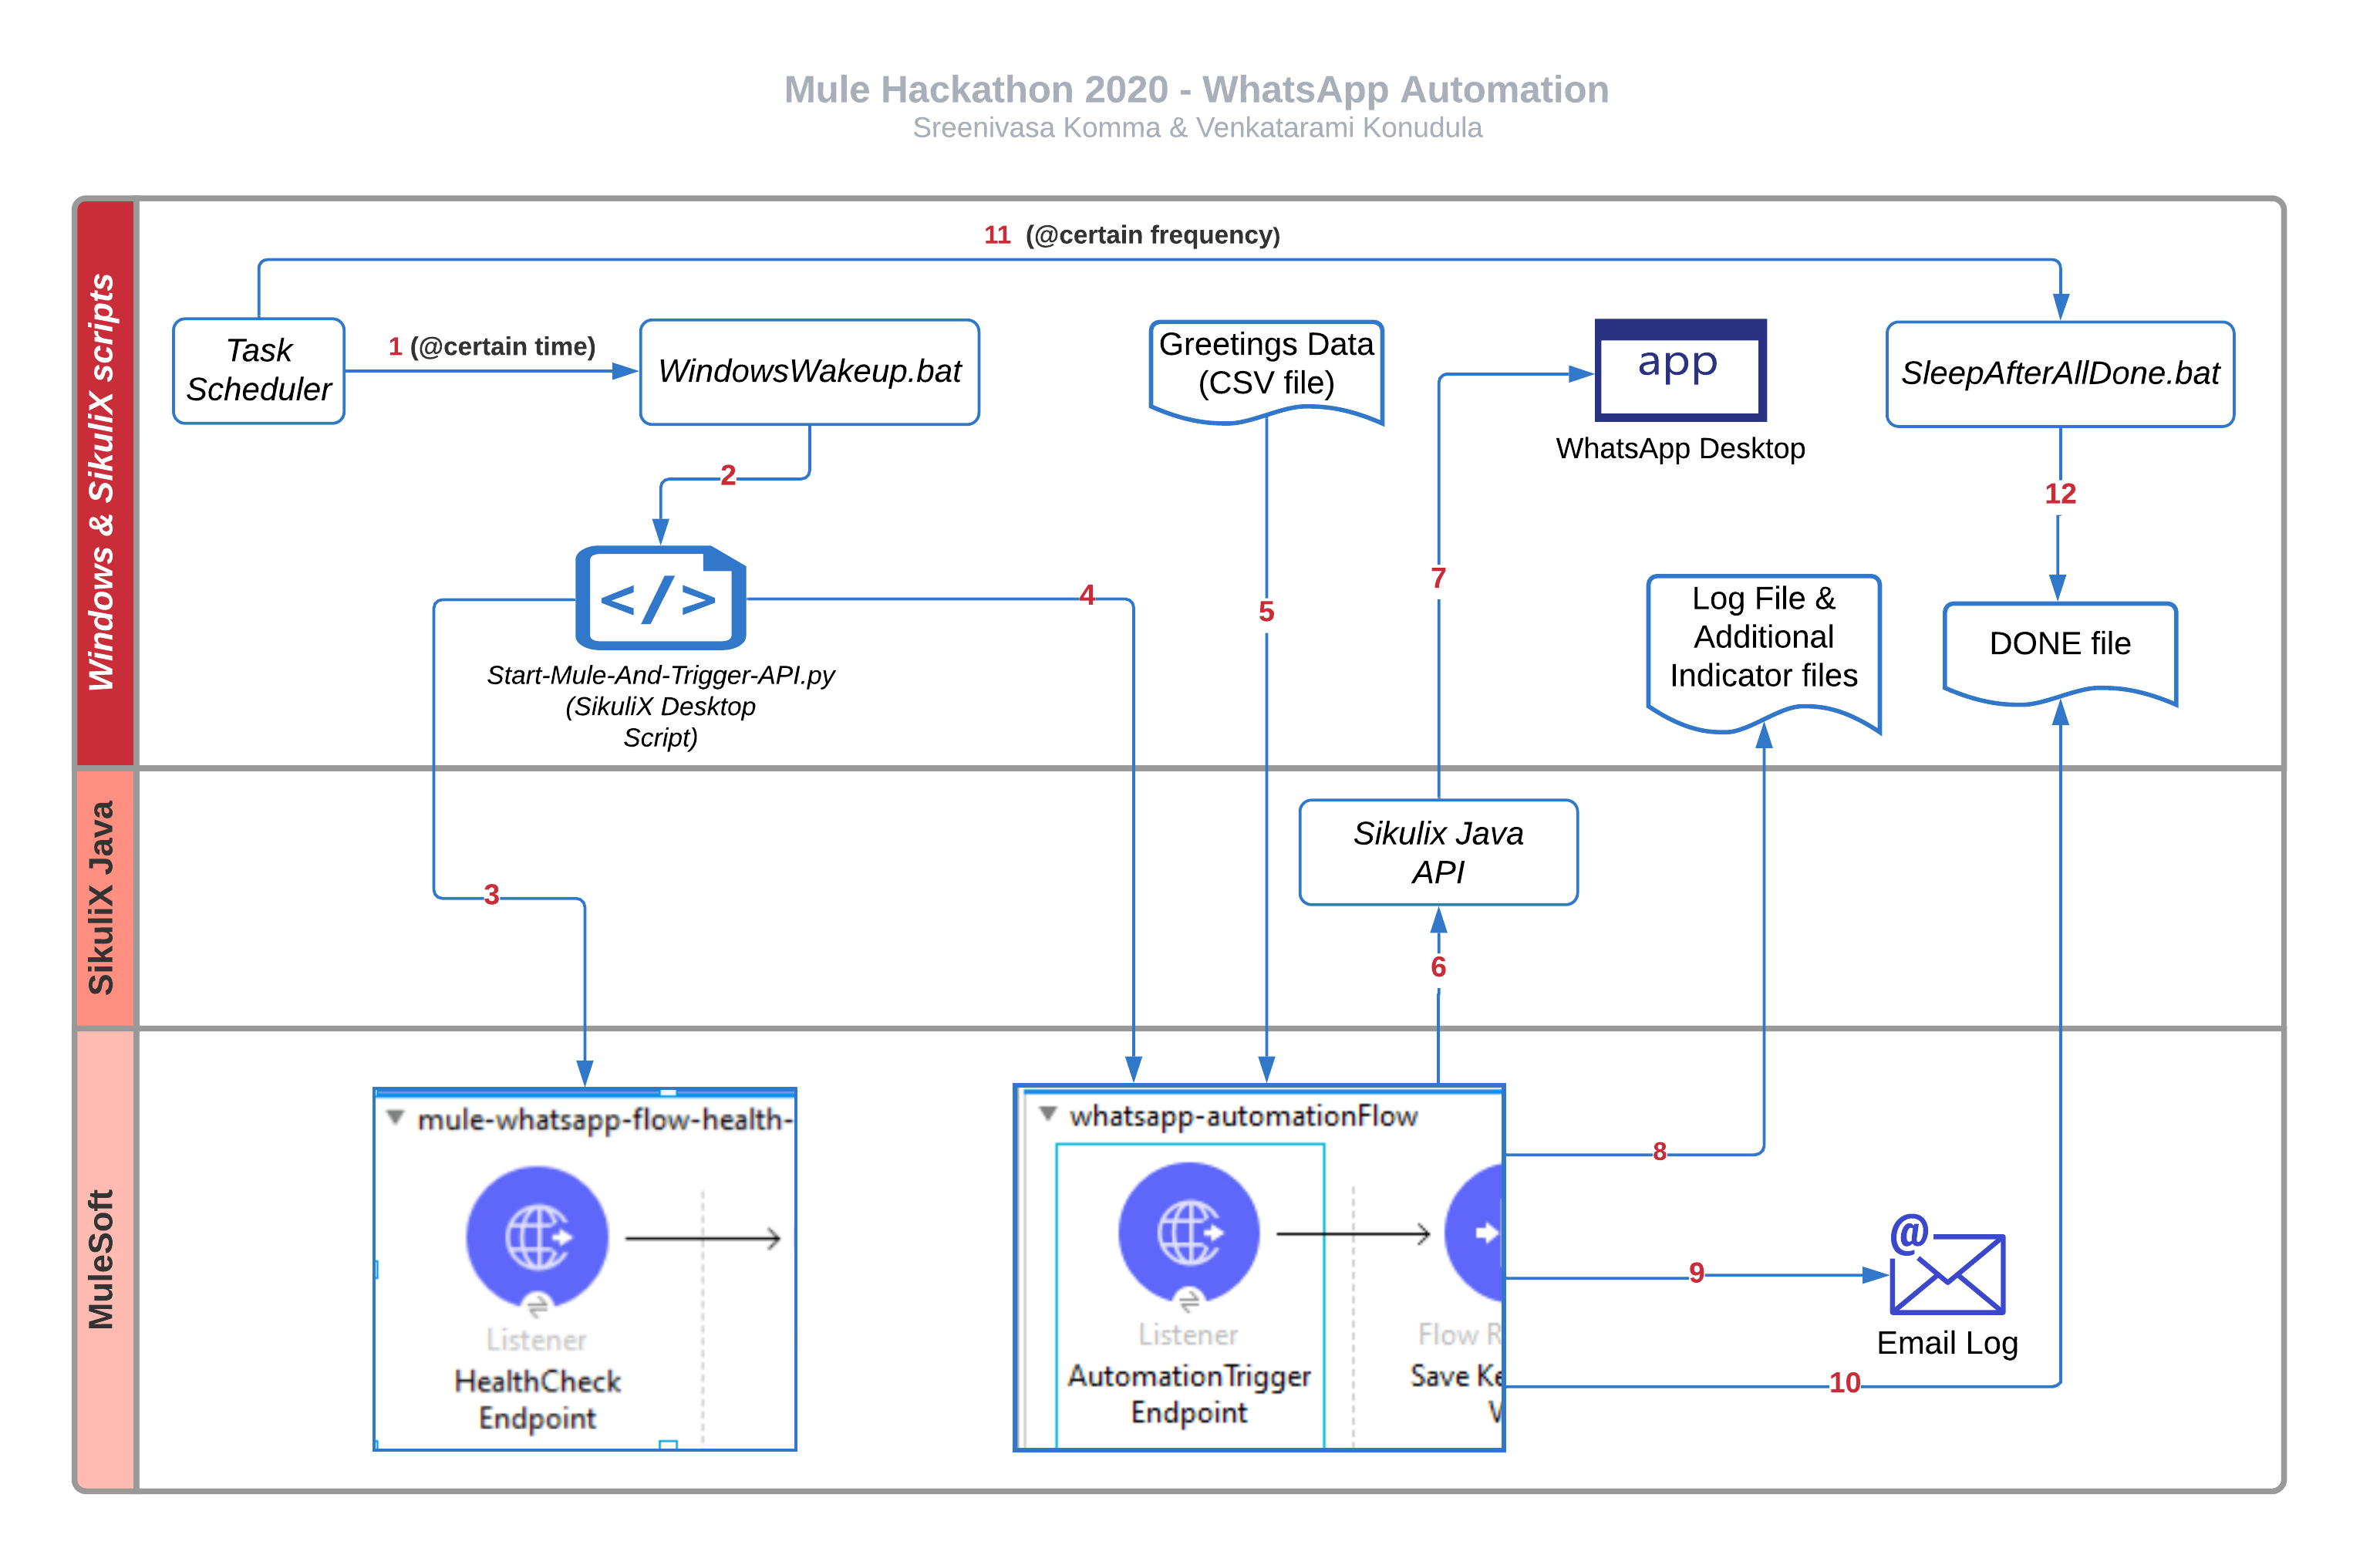 Mule Hackathon 2020 - WhatsApp Automation
Sreenivasa Komma & Venkatarami Konudula
Windows & SikuliX scripts
11 (@certain frequency)
Task
Scheduler
1 (@certain time)
WindowsWakeup.bat
Greetings Data
(CSV file)
app
WhatsApp Desktop
SleepAfterAllDone.bat
2
12
</>
4
5
7
Start-Mule-And-Trigger-API.py
(SikuliX Desktop
Script)
Log File &
Additional
Indicator files
DONE file
SikuliX Java
Sikulix Java
API
3
6
MuleSoft
mule-whatsapp-flow-health-
Listener
HealthCheck
Endpoint
whatsapp-automationFlow
Listener
AutomationTrigger
Endpoint
Flow R
Save Ke
V
8
9
@
Email Log
10